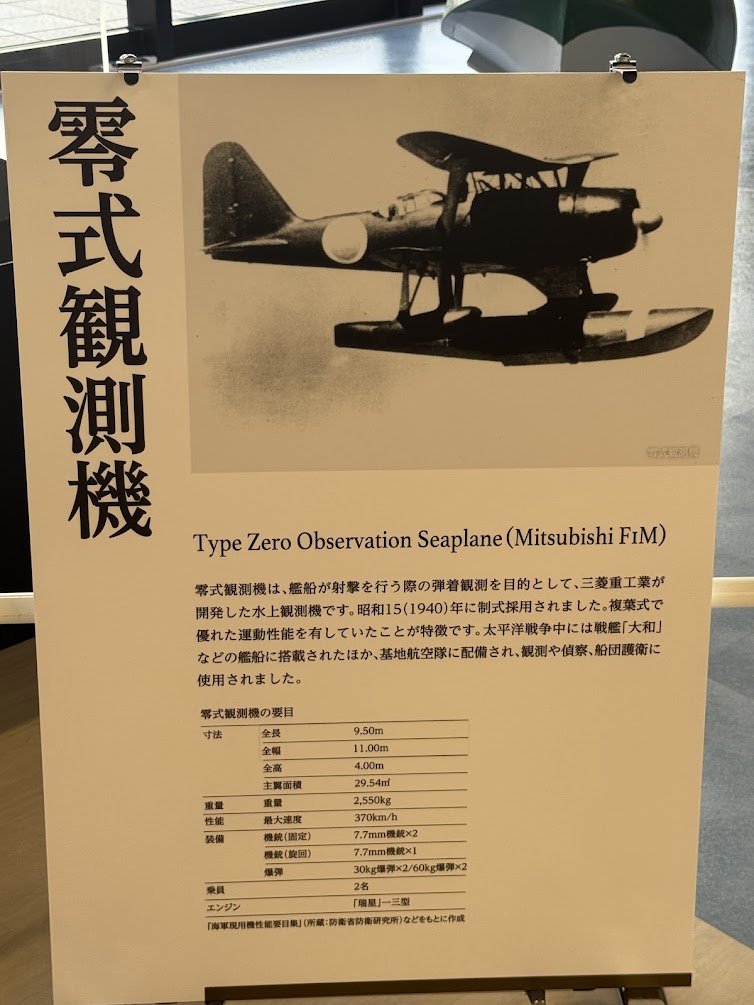 零式観測機
零式観測機
Type Zero Observation Seaplane (Mitsubishi F1M)
零式観測機は、艦船が射撃を行う際の弾着観測を目的として、三菱重工業が
開発した水上観測機です。昭和15(1940)年に制式採用されました。複葉式で
優れた運動性能を有していたことが特徴です。太平洋戦争中には戦艦「大和」
などの艦船に搭載されたほか、基地航空隊に配備され、観測や偵察、船団護衛に
使用されました。
零式観測機の要目
寸法 全長 9.50m
全幅 11.00m
全高 4.00m
主翼面積 29.54㎡
重量 重量 2,550kg
性能 最大速度 370km/h
装備 機銃(固定) 7.7mm機銃×2
機銃(旋回) 7.7mm機銃×1
爆弾 30kg爆弾×2/60kg爆弾×2
乗員 2名
エンジン 「瑞星」一三型
「海軍現用機性能要目集」(所蔵:防衛省防衛研究所)などをもとに作成